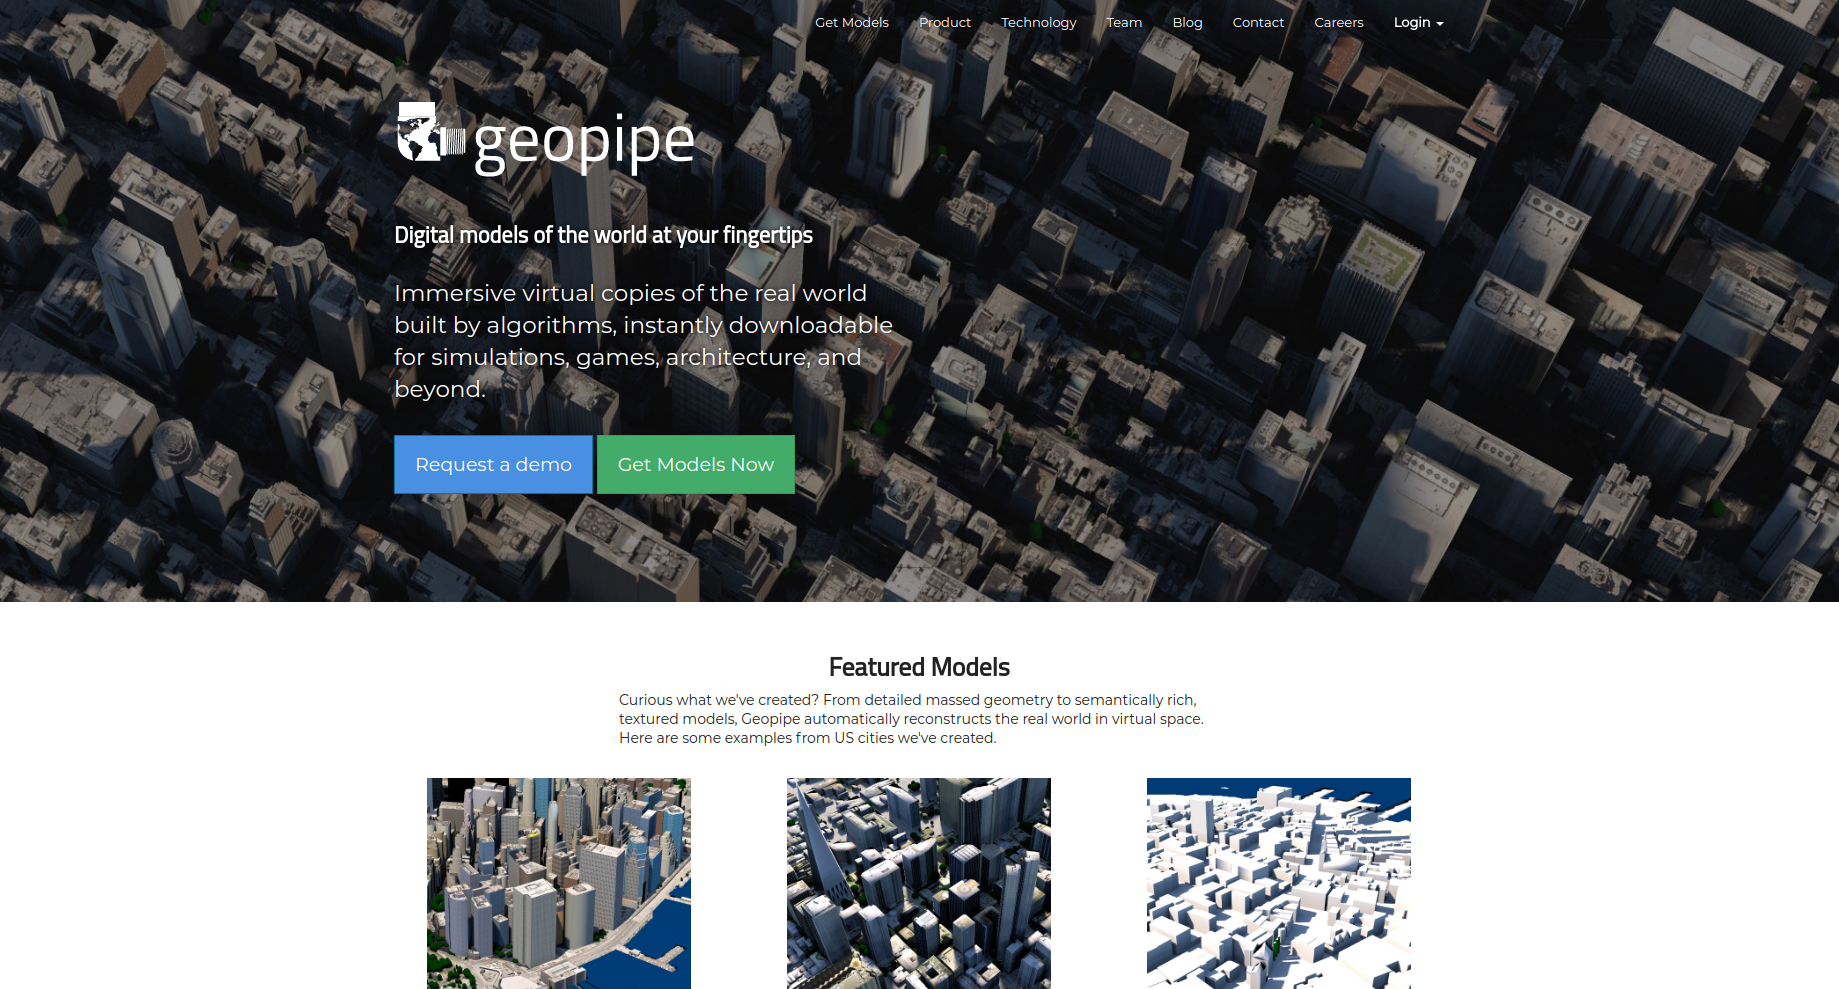 Get Models Product Technology Team Blog Contact Careers Login
geopipe
Digital models of the world at your fingertips
Immersive virtual copies of the real world
built by algorithms, instantly downloadable
for simulations, games, architecture, and
beyond.
Request a demo Get Models Now
Featured Models
Curious what we've created? From detailed massed geometry to semantically rich,
textured models, Geopipe automatically reconstructs the real world in virtual space.
Here are some examples from US cities we've created.